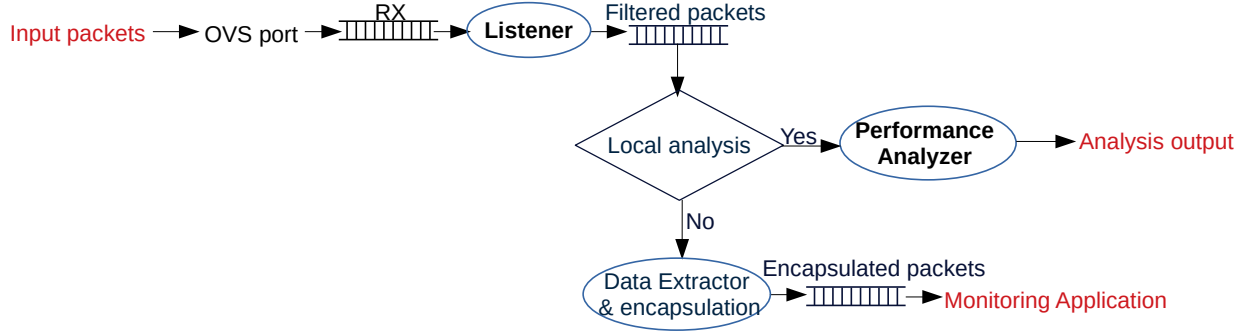 Input packets
OVS port
RX
Listener
Filtered packets
Local analysis
Yes
Performance
Analyzer
Analysis output
No
Data Extractor
& encapsulation
Encapsulated packets
Monitoring Application